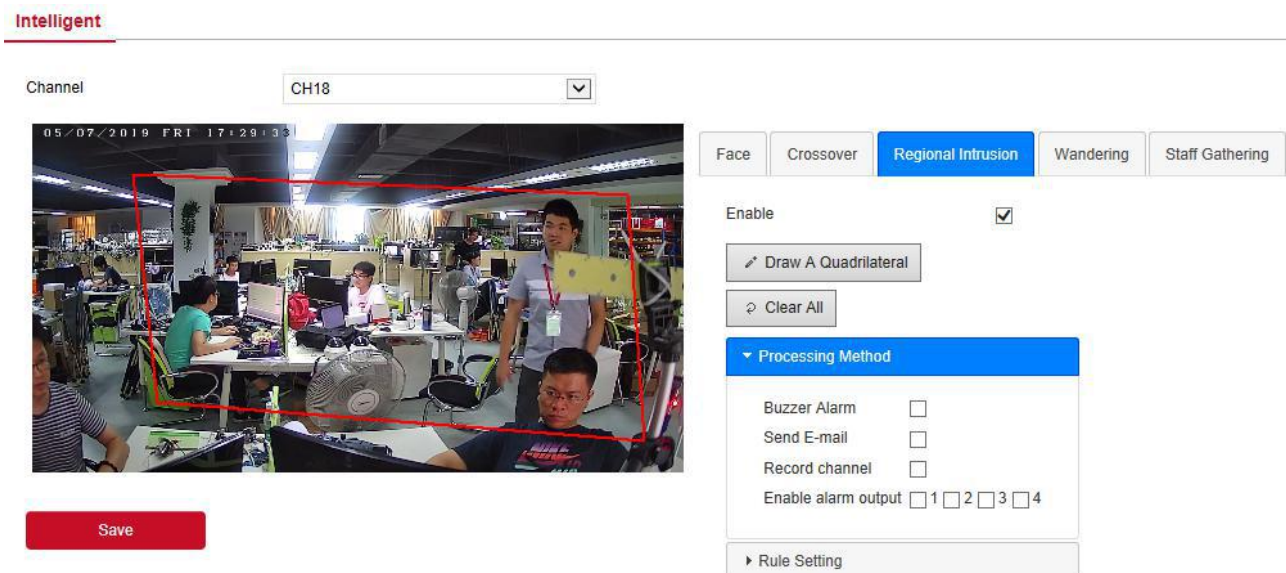 Intelligent
Channel CH18
05/07/2019 FRI 17:29:33
Face Crossover Regional Intrusion Wandering Staff Gathering
Enable
Draw A Quadrilateral
Clear All
Processing Method
Buzzer Alarm
Send E-mail
Record channel
Enable alarm output 1 2 3 4
Save
Rule Setting